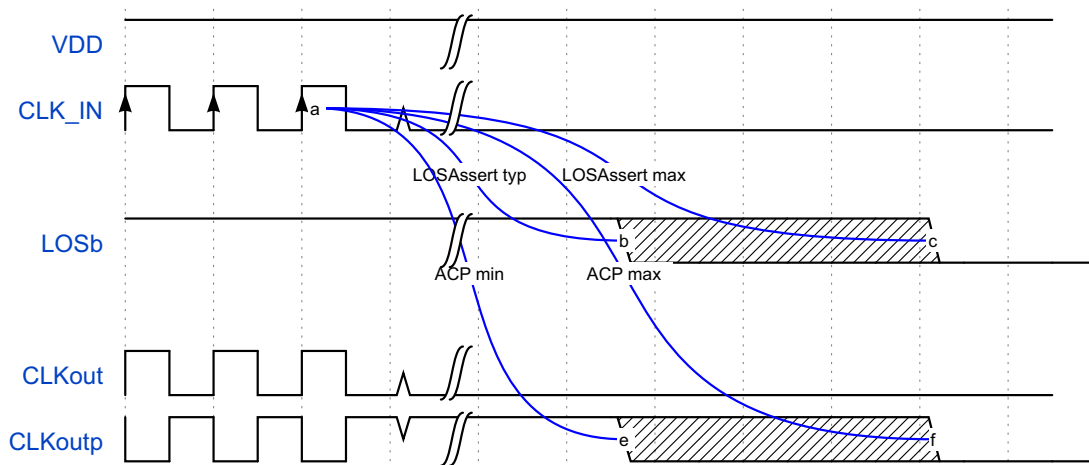 VDD
CLK_IN
a
LOSAssert typ
LOSAssert max
LOSb
b
c
ACP min
ACP max
CLKout
CLKoutp
e
f